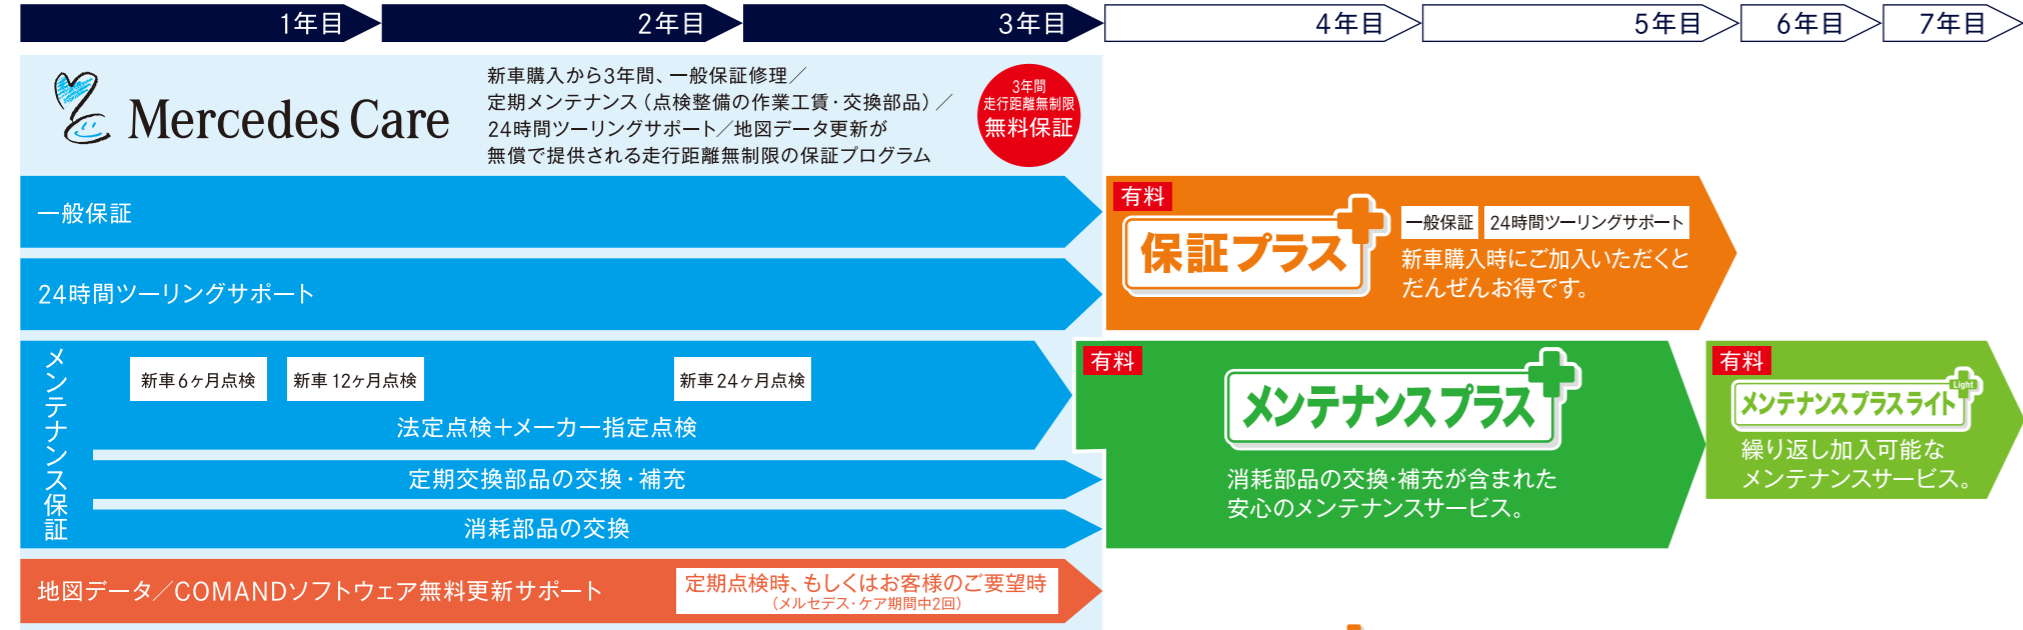 1年目
2年目
3年目
4年目
5年目
6年目
7年目
Mercedes Care
新車購入から3年間、一般保証修理／
定期メンテナンス（点検整備の作業工賃・交換部品）／
24時間ツーリングサポート／地図データ更新が
無償で提供される走行距離無制限の保証プログラム
3年間
走行距離無制限
無料保証
一般保証
有料
保証プラス
一般保証
24時間ツーリングサポート
新車購入時にご加入いただくと
だんぜんお得です。
24時間ツーリングサポート
メンテナンス保証
新車6ヶ月点検
新車12ヶ月点検
新車24ヶ月点検
法定点検+メーカー指定点検
定期交換部品の交換・補充
消耗部品の交換
有料
メンテナンスプラス
消耗部品の交換・補充が含まれた
安心のメンテナンスサービス。
有料
メンテナンスプラスライト
Light
繰り返し加入可能な
メンテナンスサービス。
地図データ／COMANDソフトウェア無料更新サポート
定期点検時、もしくはお客様のご要望時
（メルセデス・ケア期間中2回）